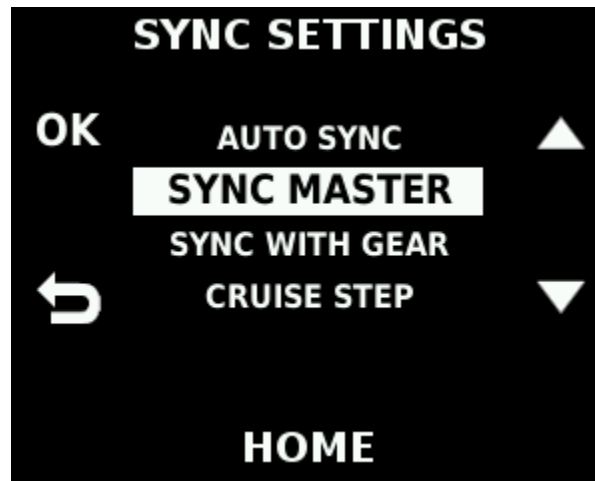 SYNC SETTINGS
OK
AUTO SYNC
SYNC MASTER
SYNC WITH GEAR
CRUISE STEP
HOME